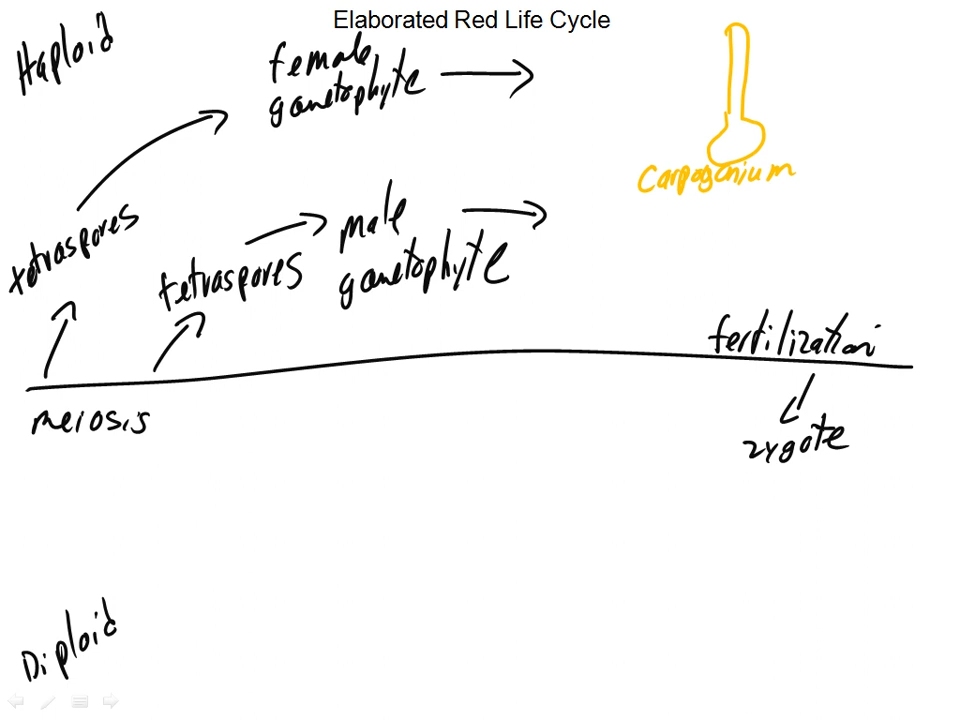 Elaborated Red Life Cycle
Haploid
female
gametophyte
carpogonium
tetraspores
male
gametophyte
tetraspores
fertilization
meiosis
zygote
Diploid